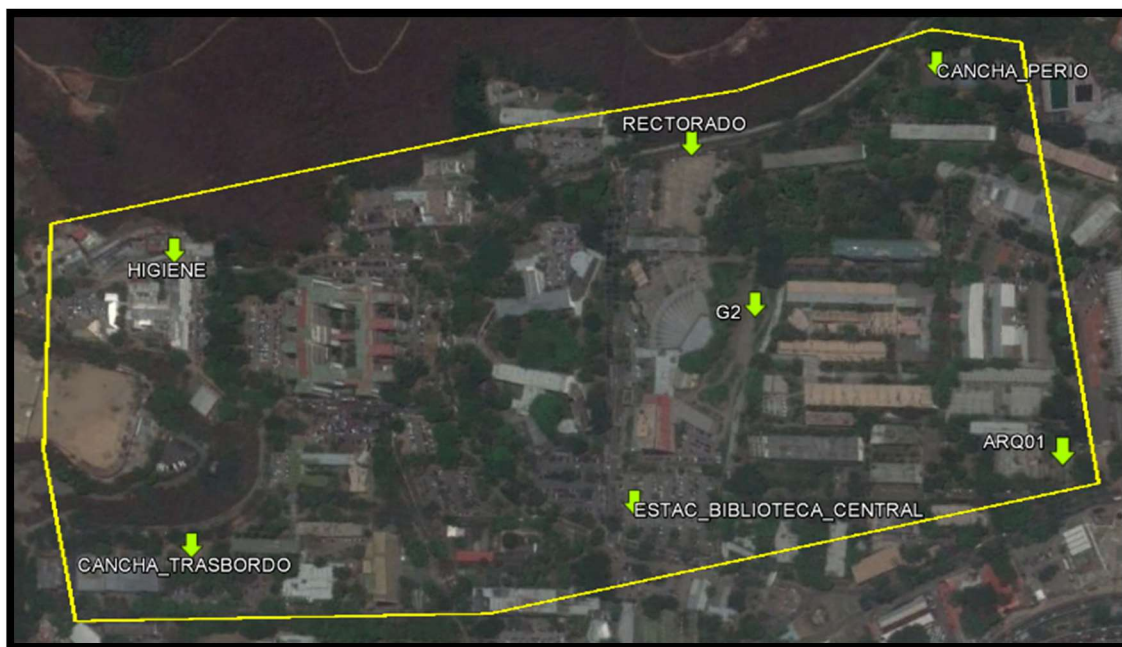 CANCHA_PERIO
RECTORADO
HIGIENE
G2
ARQ01
ESTAC_BIBLIOTECA_CENTRAL
CANCHA_TRASBORDO